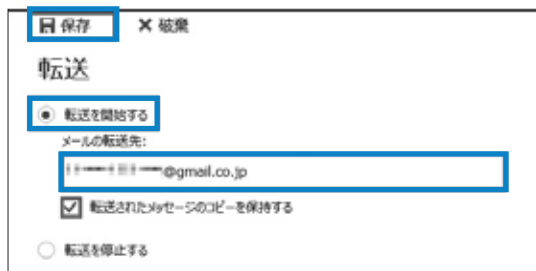 保存 ✕ 破棄
転送
転送を開始する
メールの転送先:
@gmail.co.jp
転送されたメッセージのコピーを保持する
転送を停止する